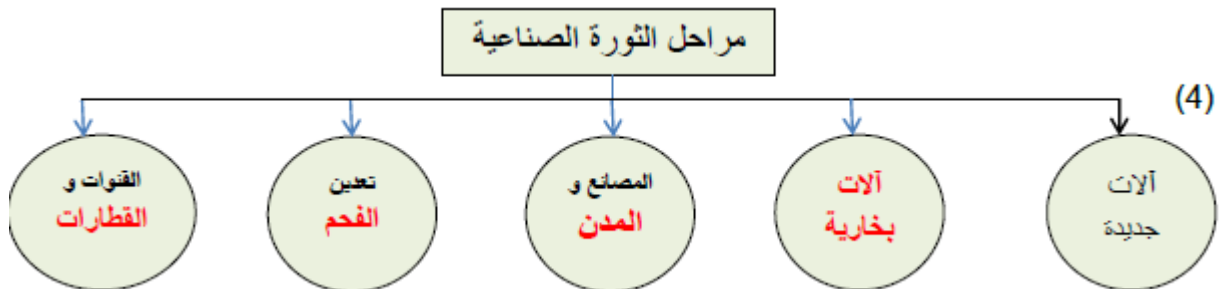 مراحل الثورة الصناعية
(4)
آلات
جديدة
آلات
بخارية
المصانع و
المدن
تعدين
الفحم
القنوات و
القطارات